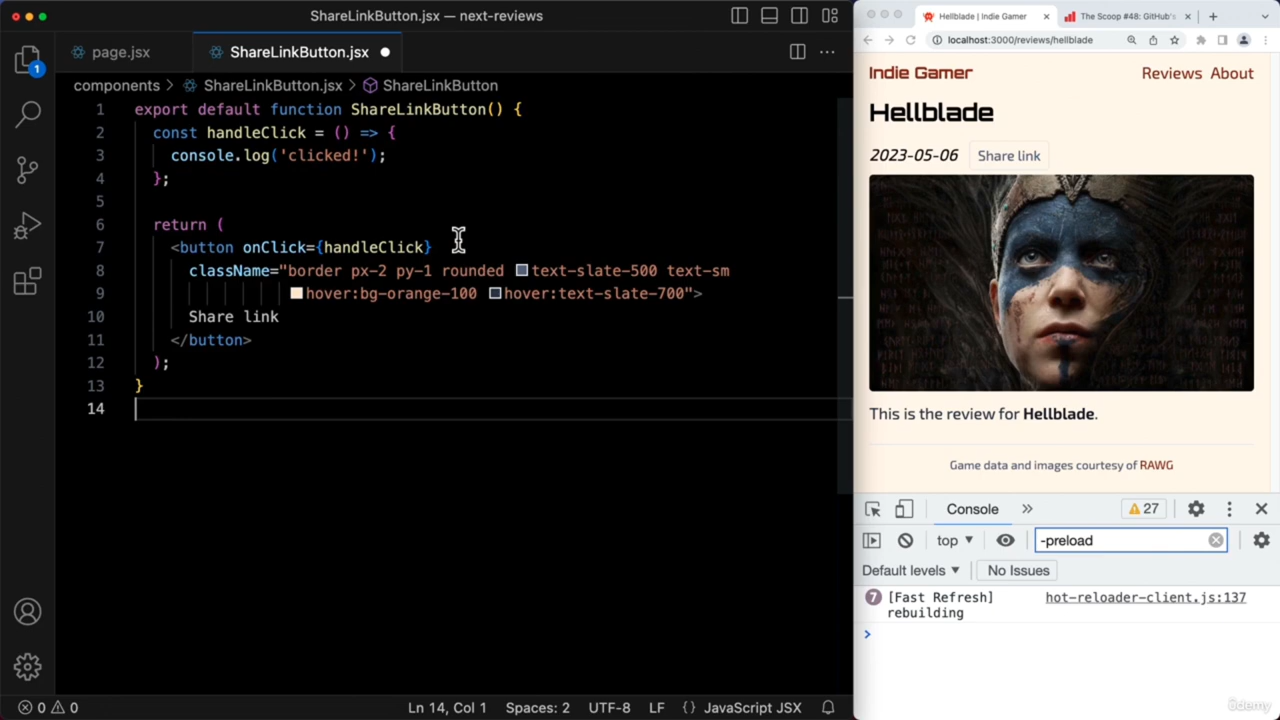 ShareLinkButton.jsx — next-reviews
page.jsx
ShareLinkButton.jsx
components > ShareLinkButton.jsx > ShareLinkButton
1 export default function ShareLinkButton() {
2 const handleClick = () => {
3 console.log('clicked!');
4 };
5
6 return (
7 <button onClick={handleClick}
8 className="border px-2 py-1 rounded text-slate-500 text-sm
9 hover:bg-orange-100 hover:text-slate-700">
10 Share link
11 </button>
12 );
13 }
14
1
0 0
Ln 14, Col 1
Spaces: 2
UTF-8
LF
{} JavaScript JSX
Hellblade | Indie Gamer
The Scoop #48: GitHub's
localhost:3000/reviews/hellblade
Indie Gamer
Reviews About
Hellblade
2023-05-06 Share link
This is the review for Hellblade.
Game data and images courtesy of RAWG
Console
27
top
-preload
Default levels
No Issues
7 [Fast Refresh] hot-reloader-client.js:137
rebuilding
ûdemy